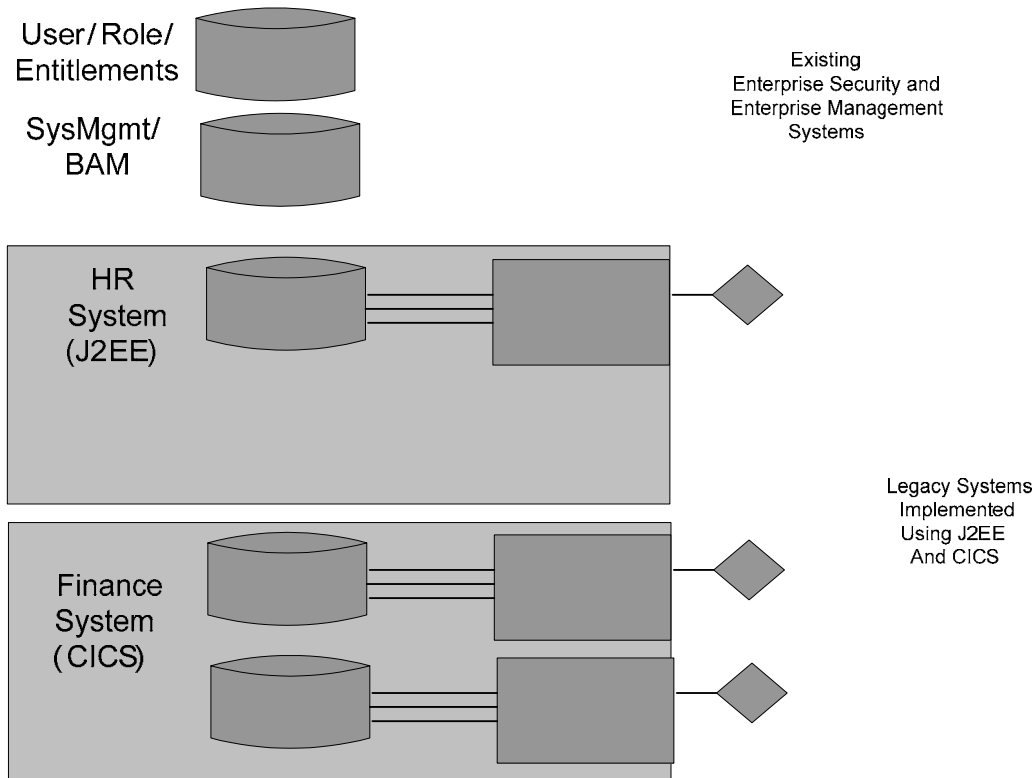 User/Role/
Entitlements
Existing
Enterprise Security and
Enterprise Management
Systems
SysMgmt/
BAM
HR
System
(J2EE)
Legacy Systems
Implemented
Using J2EE
And CICS
Finance
System
(CICS)